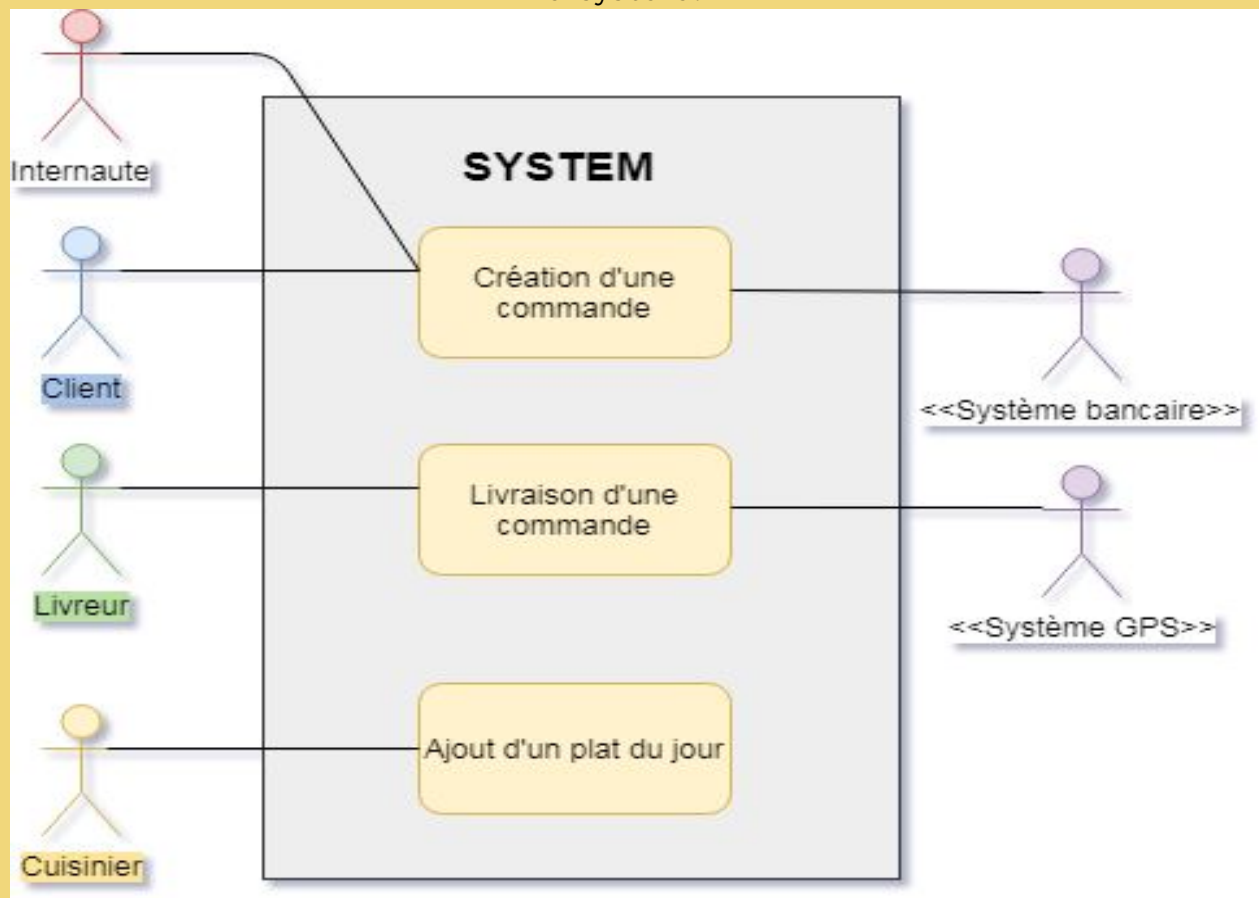 Internaute
SYSTEM
Création d'une
commande
Client
<<Système bancaire>>
Livraison d'une
commande
Livreur
<<Système GPS>>
Ajout d'un plat du jour
Cuisinier